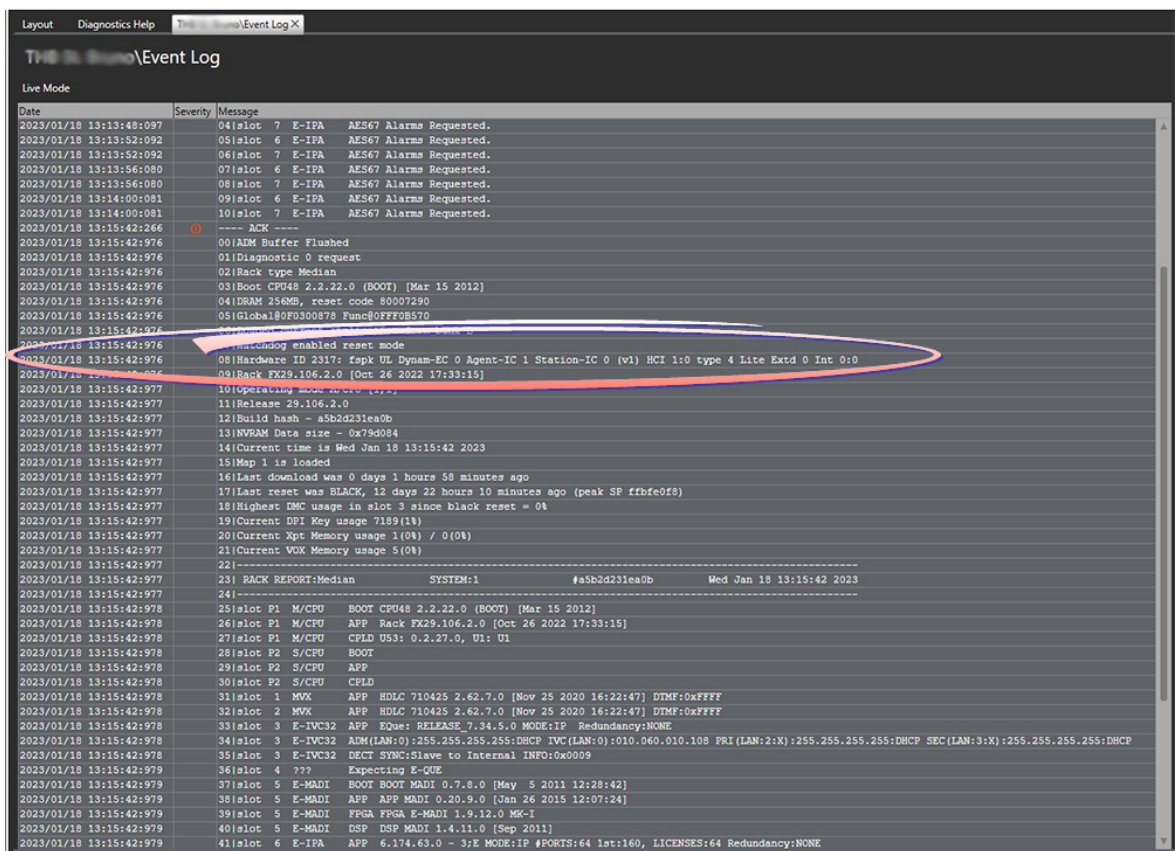 Layout Diagnostics Help \Event Log X
\Event Log
Live Mode
Date Severity Message
2023/01/18 13:13:48:097 04|slot 7 E-IPA AES67 Alarms Requested.
2023/01/18 13:13:52:092 05|slot 6 E-IPA AES67 Alarms Requested.
2023/01/18 13:13:52:092 06|slot 7 E-IPA AES67 Alarms Requested.
2023/01/18 13:13:56:080 07|slot 6 E-IPA AES67 Alarms Requested.
2023/01/18 13:13:56:080 08|slot 7 E-IPA AES67 Alarms Requested.
2023/01/18 13:14:00:081 09|slot 6 E-IPA AES67 Alarms Requested.
2023/01/18 13:14:00:081 10|slot 7 E-IPA AES67 Alarms Requested.
2023/01/18 13:15:42:266 ---- ACK ----
2023/01/18 13:15:42:976 00|ADM Buffer Flushed
2023/01/18 13:15:42:976 01|Diagnostic 0 request
2023/01/18 13:15:42:976 02|Rack type Median
2023/01/18 13:15:42:976 03|Boot CPU48 2.2.22.0 (BOOT) [Mar 15 2012]
2023/01/18 13:15:42:976 04|DRAM 256MB, reset code 80007290
2023/01/18 13:15:42:976 05|Global@0F0300878 Func@0FFF0B570
2023/01/18 13:15:42:976
2023/01/18 13:15:42:976 enabled reset mode
2023/01/18 13:15:42:976 08|Hardware ID 2317: fspk UL Dynam-EC 0 Agent-IC 1 Station-IC 0 (v1) HCI 1:0 type 4 Lite Extd 0 Int 0:0
2023/01/18 13:15:42:976 09|Rack FX29.106.2.0 [Oct 26 2022 17:33:15]
2023/01/18 13:15:42:977 10|Operating mode
2023/01/18 13:15:42:977 11|Release 29.106.2.0
2023/01/18 13:15:42:977 12|Build hash - a5b2d231ea0b
2023/01/18 13:15:42:977 13|NVRAM Data size - 0x79d084
2023/01/18 13:15:42:977 14|Current time is Wed Jan 18 13:15:42 2023
2023/01/18 13:15:42:977 15|Map 1 is loaded
2023/01/18 13:15:42:977 16|Last download was 0 days 1 hours 58 minutes ago
2023/01/18 13:15:42:977 17|Last reset was BLACK, 12 days 22 hours 10 minutes ago (peak SP ffbfe0f8)
2023/01/18 13:15:42:977 18|Highest DMC usage in slot 3 since black reset = 0%
2023/01/18 13:15:42:977 19|Current DPI Key usage 7189(1%)
2023/01/18 13:15:42:977 20|Current Xpt Memory usage 1(0%) / 0(0%)
2023/01/18 13:15:42:977 21|Current VOX Memory usage 5(0%)
2023/01/18 13:15:42:977 22|--------------------------------------------------------------------------------
2023/01/18 13:15:42:977 23| RACK REPORT:Median SYSTEM:1 #a5b2d231ea0b Wed Jan 18 13:15:42 2023
2023/01/18 13:15:42:977 24|--------------------------------------------------------------------------------
2023/01/18 13:15:42:978 25|slot P1 M/CPU BOOT CPU48 2.2.22.0 (BOOT) [Mar 15 2012]
2023/01/18 13:15:42:978 26|slot P1 M/CPU APP Rack FX29.106.2.0 [Oct 26 2022 17:33:15]
2023/01/18 13:15:42:978 27|slot P1 M/CPU CPLD U53: 0.2.27.0, U1: U1
2023/01/18 13:15:42:978 28|slot P2 S/CPU BOOT
2023/01/18 13:15:42:978 29|slot P2 S/CPU APP
2023/01/18 13:15:42:978 30|slot P2 S/CPU CPLD
2023/01/18 13:15:42:978 31|slot 1 MVX APP HDLC 710425 2.62.7.0 [Nov 25 2020 16:22:47] DTMF:0xFFFF
2023/01/18 13:15:42:978 32|slot 2 MVX APP HDLC 710425 2.62.7.0 [Nov 25 2020 16:22:47] DTMF:0xFFFF
2023/01/18 13:15:42:978 33|slot 3 E-IVC32 APP EQue: RELEASE_7.34.5.0 MODE:IP Redundancy:NONE
2023/01/18 13:15:42:978 34|slot 3 E-IVC32 ADM(LAN:0):255.255.255.255:DHCP IVC(LAN:0):010.060.010.108 PRI(LAN:2:X):255.255.255.255:DHCP SEC(LAN:3:X):255.255.255.255:DHCP
2023/01/18 13:15:42:978 35|slot 3 E-IVC32 DECT SYNC:Slave to Internal INFO:0x0009
2023/01/18 13:15:42:979 36|slot 4 ??? Expecting E-QUE
2023/01/18 13:15:42:979 37|slot 5 E-MADI BOOT BOOT MADI 0.7.8.0 [May 5 2011 12:28:42]
2023/01/18 13:15:42:979 38|slot 5 E-MADI APP APP MADI 0.20.9.0 [Jan 26 2015 12:07:24]
2023/01/18 13:15:42:979 39|slot 5 E-MADI FPGA FPGA E-MADI 1.9.12.0 MK-I
2023/01/18 13:15:42:979 40|slot 5 E-MADI DSP DSP MADI 1.4.11.0 [Sep 2011]
2023/01/18 13:15:42:979 41|slot 6 E-IPA APP 6.174.63.0 - 3;E MODE:IP #PORTS:64 1st:160, LICENSES:64 Redundancy:NONE